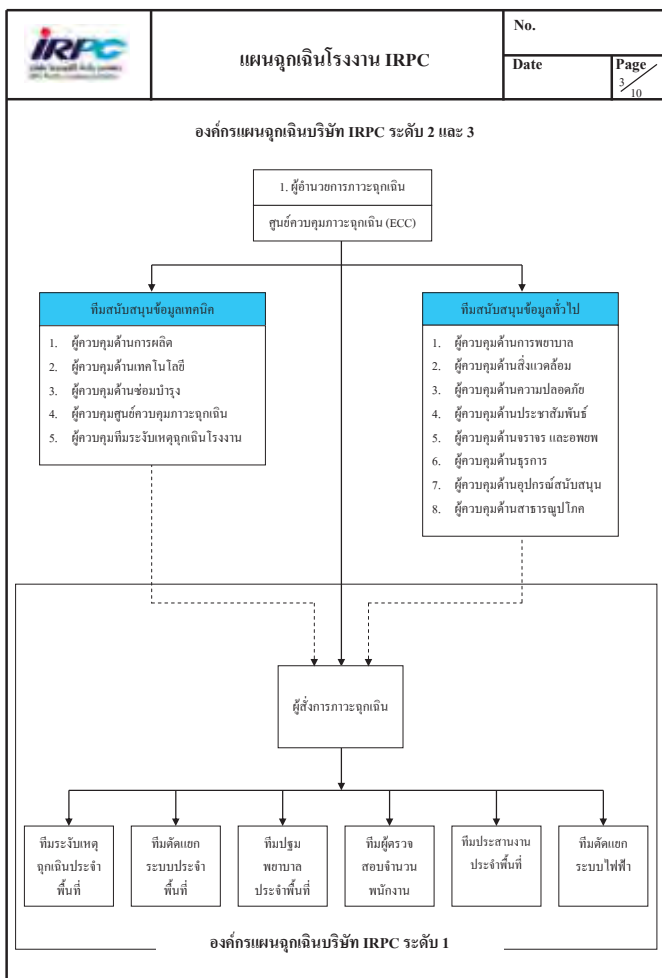 IRPC
แผนฉุกเฉินโรงงาน IRPC
No.
Date
Page
3/10
องค์กรแผนฉุกเฉินบริษัท IRPC ระดับ 2 และ 3
1. ผู้อำนวยการภาวะฉุกเฉิน
ศูนย์ควบคุมภาวะฉุกเฉิน (ECC)
ทีมสนับสนุนข้อมูลเทคนิค
1. ผู้ควบคุมด้านการผลิต
2. ผู้ควบคุมด้านเทคโนโลยี
3. ผู้ควบคุมด้านซ่อมบำรุง
4. ผู้ควบคุมศูนย์ควบคุมภาวะฉุกเฉิน
5. ผู้ควบคุมทีมระงับเหตุฉุกเฉินโรงงาน
ทีมสนับสนุนข้อมูลทั่วไป
1. ผู้ควบคุมด้านการพยาบาล
2. ผู้ควบคุมด้านสิ่งแวดล้อม
3. ผู้ควบคุมด้านความปลอดภัย
4. ผู้ควบคุมด้านประชาสัมพันธ์
5. ผู้ควบคุมด้านจราจร และอพยพ
6. ผู้ควบคุมด้านธุรการ
7. ผู้ควบคุมด้านอุปกรณ์สนับสนุน
8. ผู้ควบคุมด้านสาธารณูปโภค
ผู้สั่งการภาวะฉุกเฉิน
ทีมระงับเหตุ
ฉุกเฉินประจำ
พื้นที่
ทีมตัดแยก
ระบบประจำ
พื้นที่
ทีมปฐม
พยาบาล
ประจำพื้นที่
ทีมผู้ตรวจ
สอบจำนวน
พนักงาน
ทีมประสานงาน
ประจำพื้นที่
ทีมตัดแยก
ระบบไฟฟ้า
องค์กรแผนฉุกเฉินบริษัท IRPC ระดับ 1